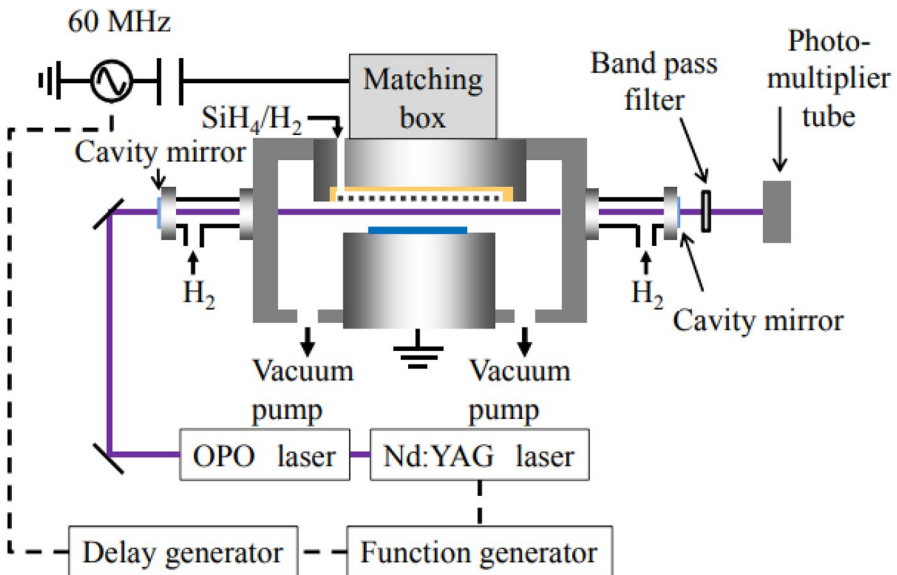 60 MHz
Matching
box
SiH₄/H₂
Cavity mirror
Band pass
filter
Photo-
multiplier
tube
H₂
H₂
Cavity mirror
Vacuum
pump
Vacuum
pump
OPO laser
Nd:YAG laser
Delay generator
Function generator